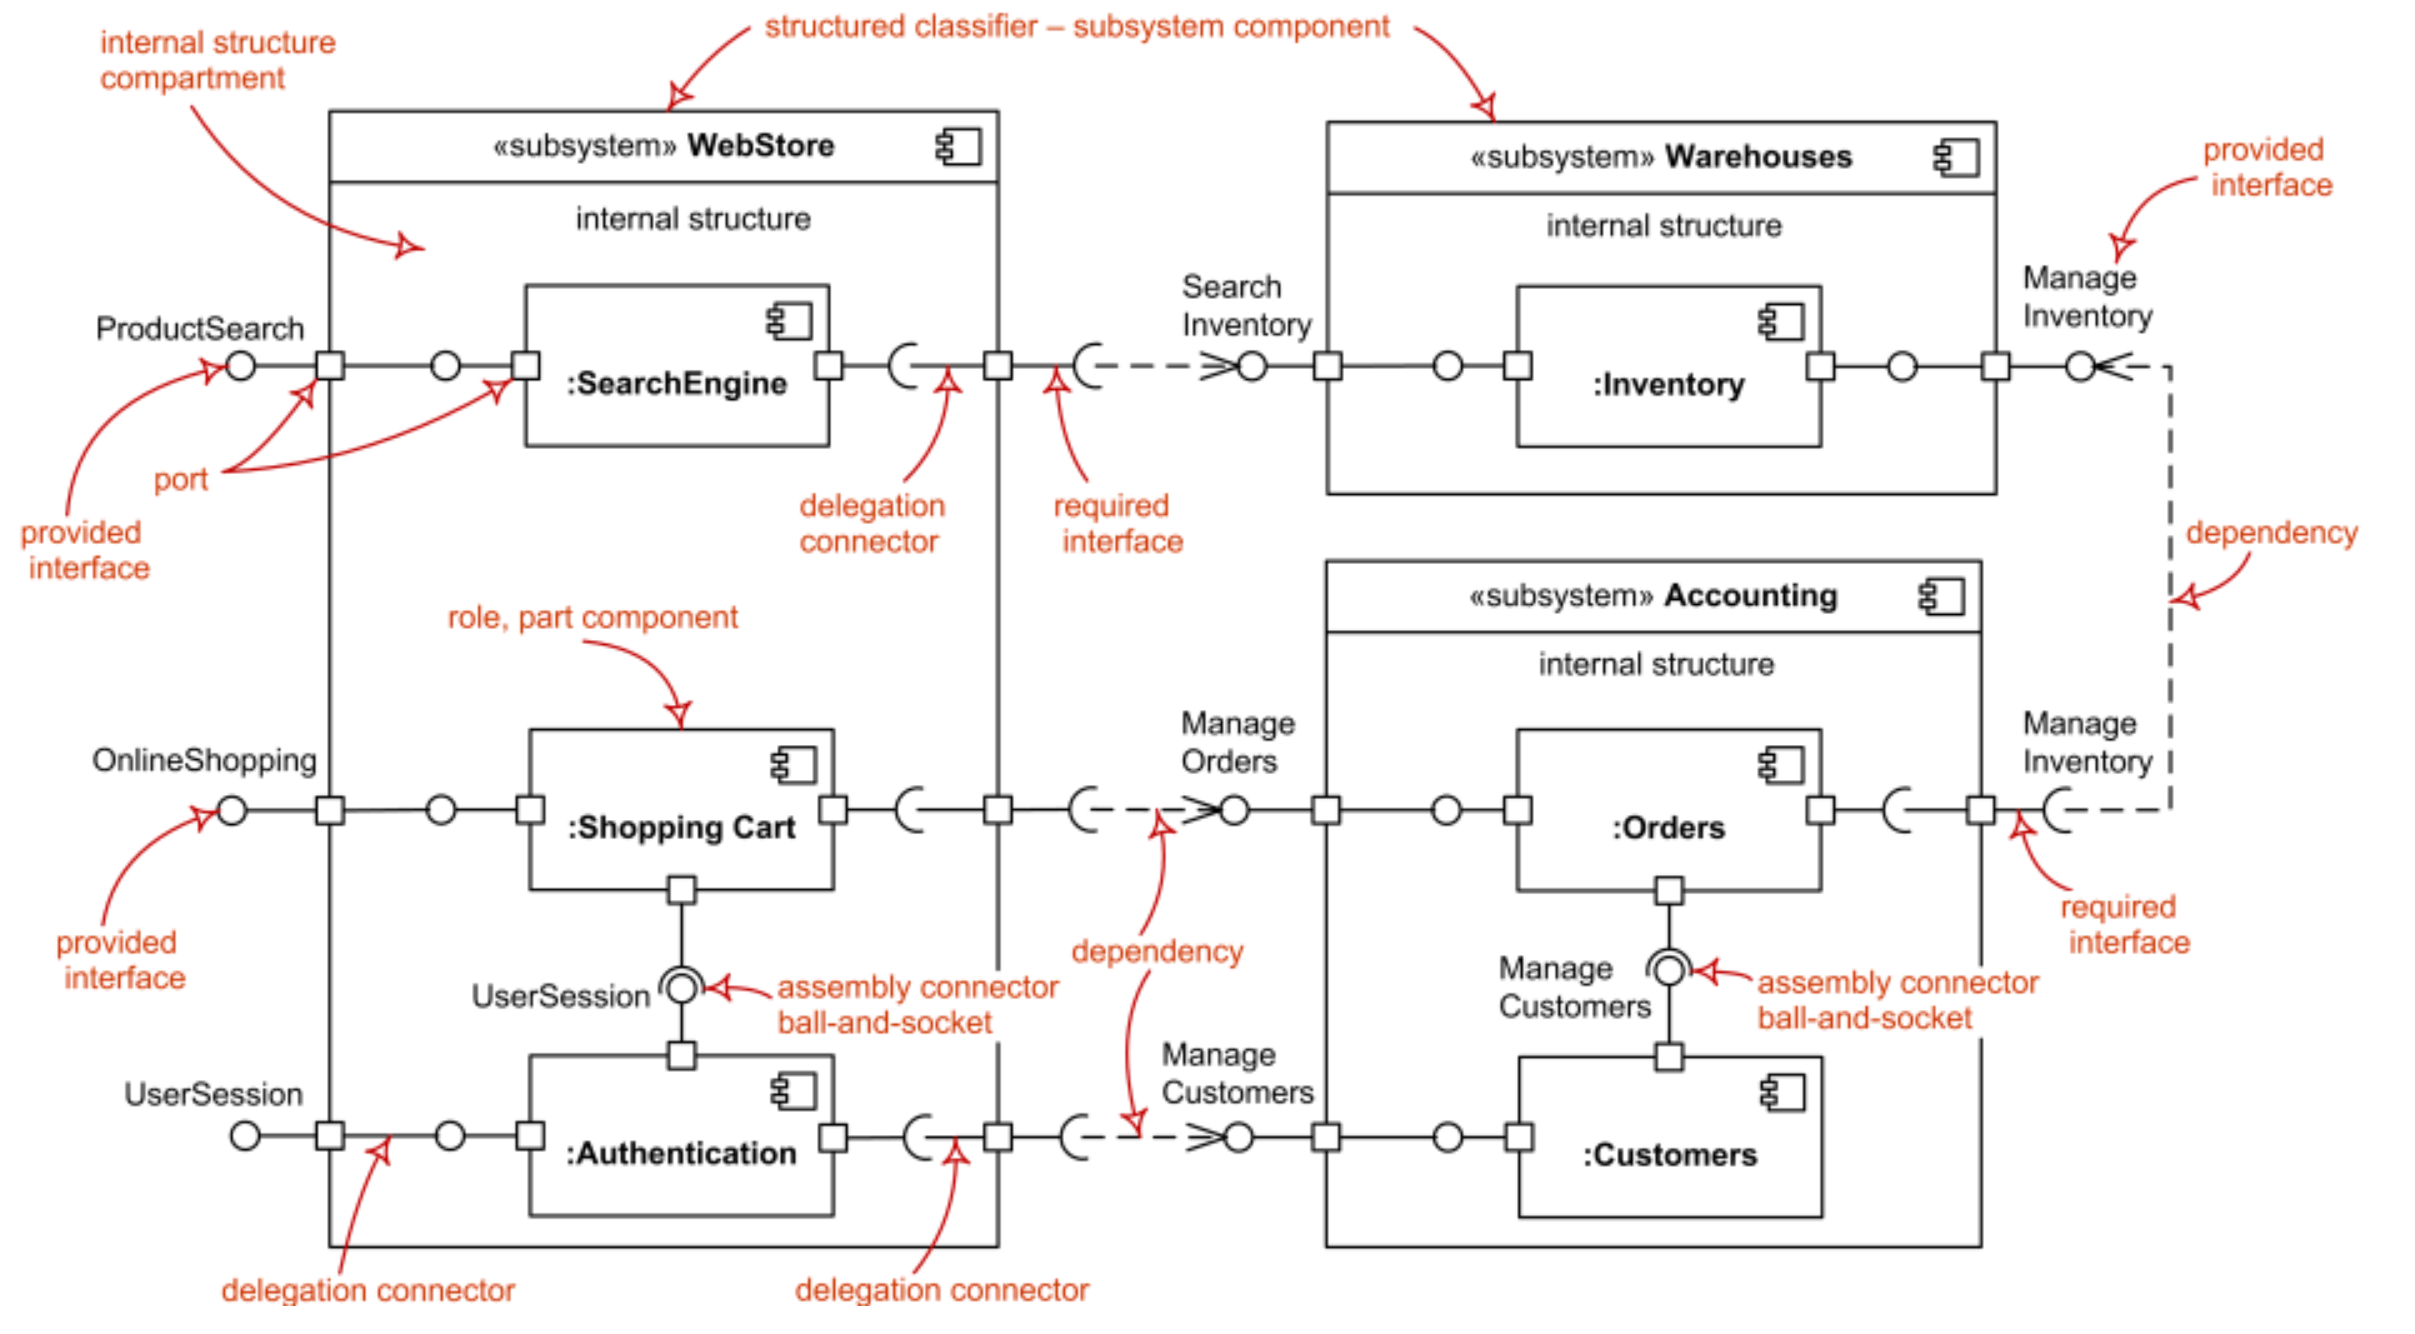 structured classifier – subsystem component
internal structure
compartment
«subsystem» WebStore
internal structure
«subsystem» Warehouses
internal structure
provided
interface
ProductSearch
:SearchEngine
Search
Inventory
:Inventory
Manage
Inventory
port
provided
interface
delegation
connector
required
interface
dependency
role, part component
«subsystem» Accounting
internal structure
OnlineShopping
:Shopping Cart
Manage
Orders
:Orders
Manage
Inventory
provided
interface
dependency
required
interface
UserSession
assembly connector
ball-and-socket
Manage
Customers
assembly connector
ball-and-socket
UserSession
:Authentication
Manage
Customers
:Customers
delegation connector
delegation connector